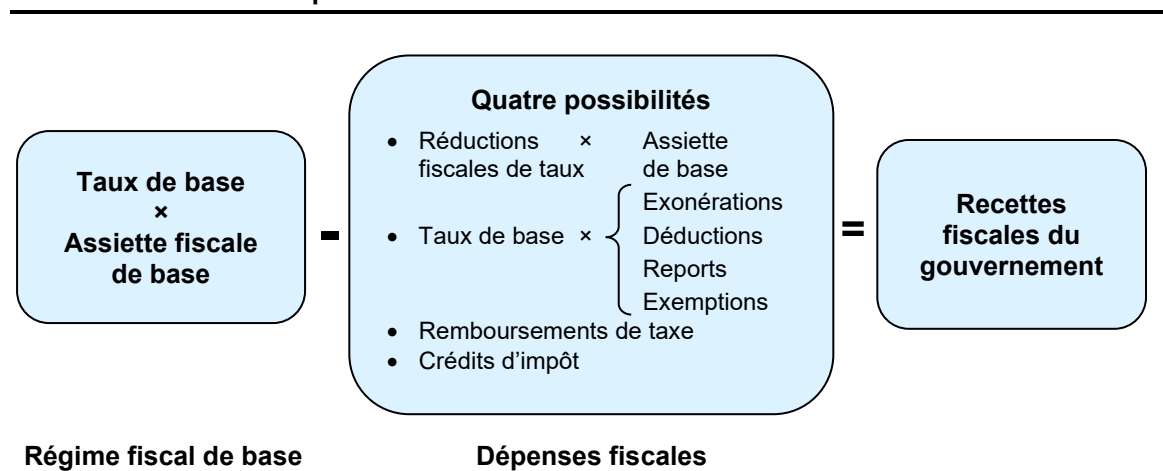 Taux de base
×
Assiette fiscale
de base
-
Quatre possibilités
• Réductions × Assiette
fiscales de taux de base
Exonérations
• Taux de base × Déductions
Reports
Exemptions
• Remboursements de taxe
• Crédits d'impôt
=
Recettes
fiscales du
gouvernement
Régime fiscal de base
Dépenses fiscales